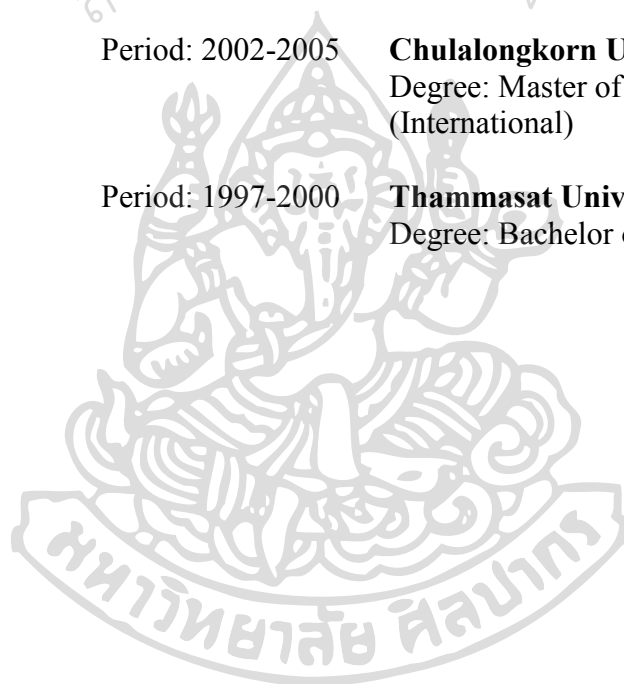 Period: 2002-2005 Chulalongkorn U
Degree: Master of
(International)
Period: 1997-2000 Thammasat Univ
Degree: Bachelor
มหาวิทยาลัย ศิลปากร